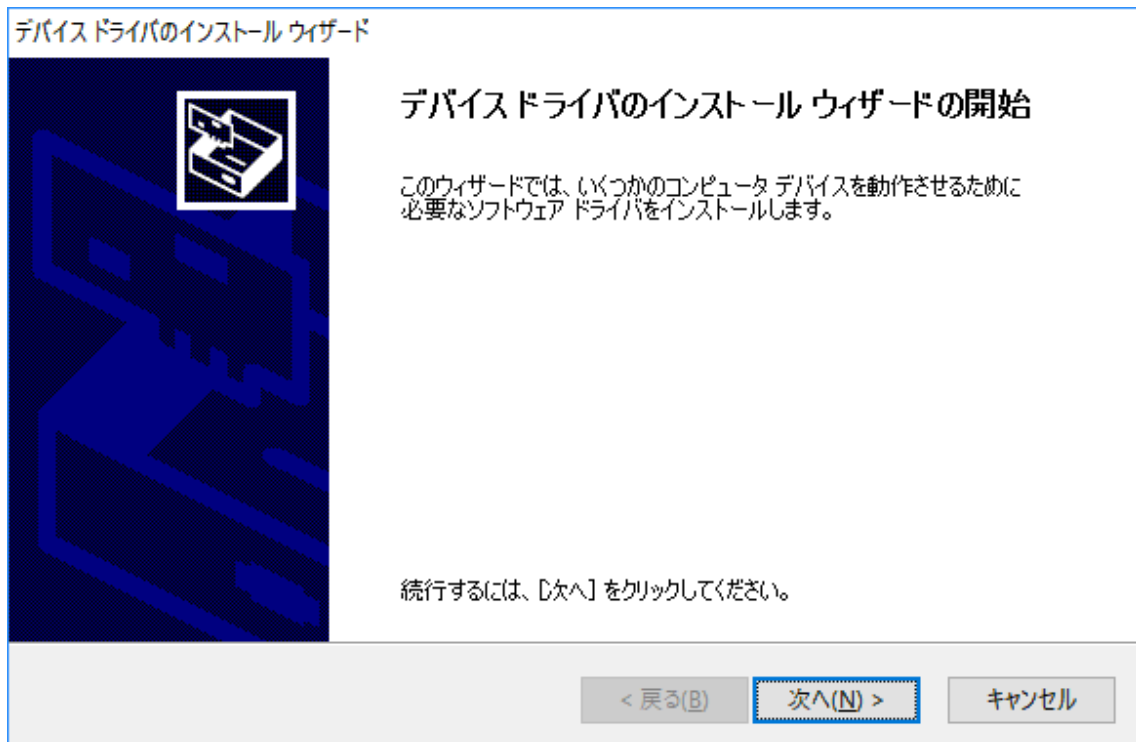 デバイス ドライバのインストール ウィザード
デバイス ドライバのインストール ウィザードの開始
このウィザードでは、いくつかのコンピュータ デバイスを動作させるために
必要なソフトウェア ドライバをインストールします。
続行するには、[次へ] をクリックしてください。
< 戻る(B) 次へ(N) > キャンセル